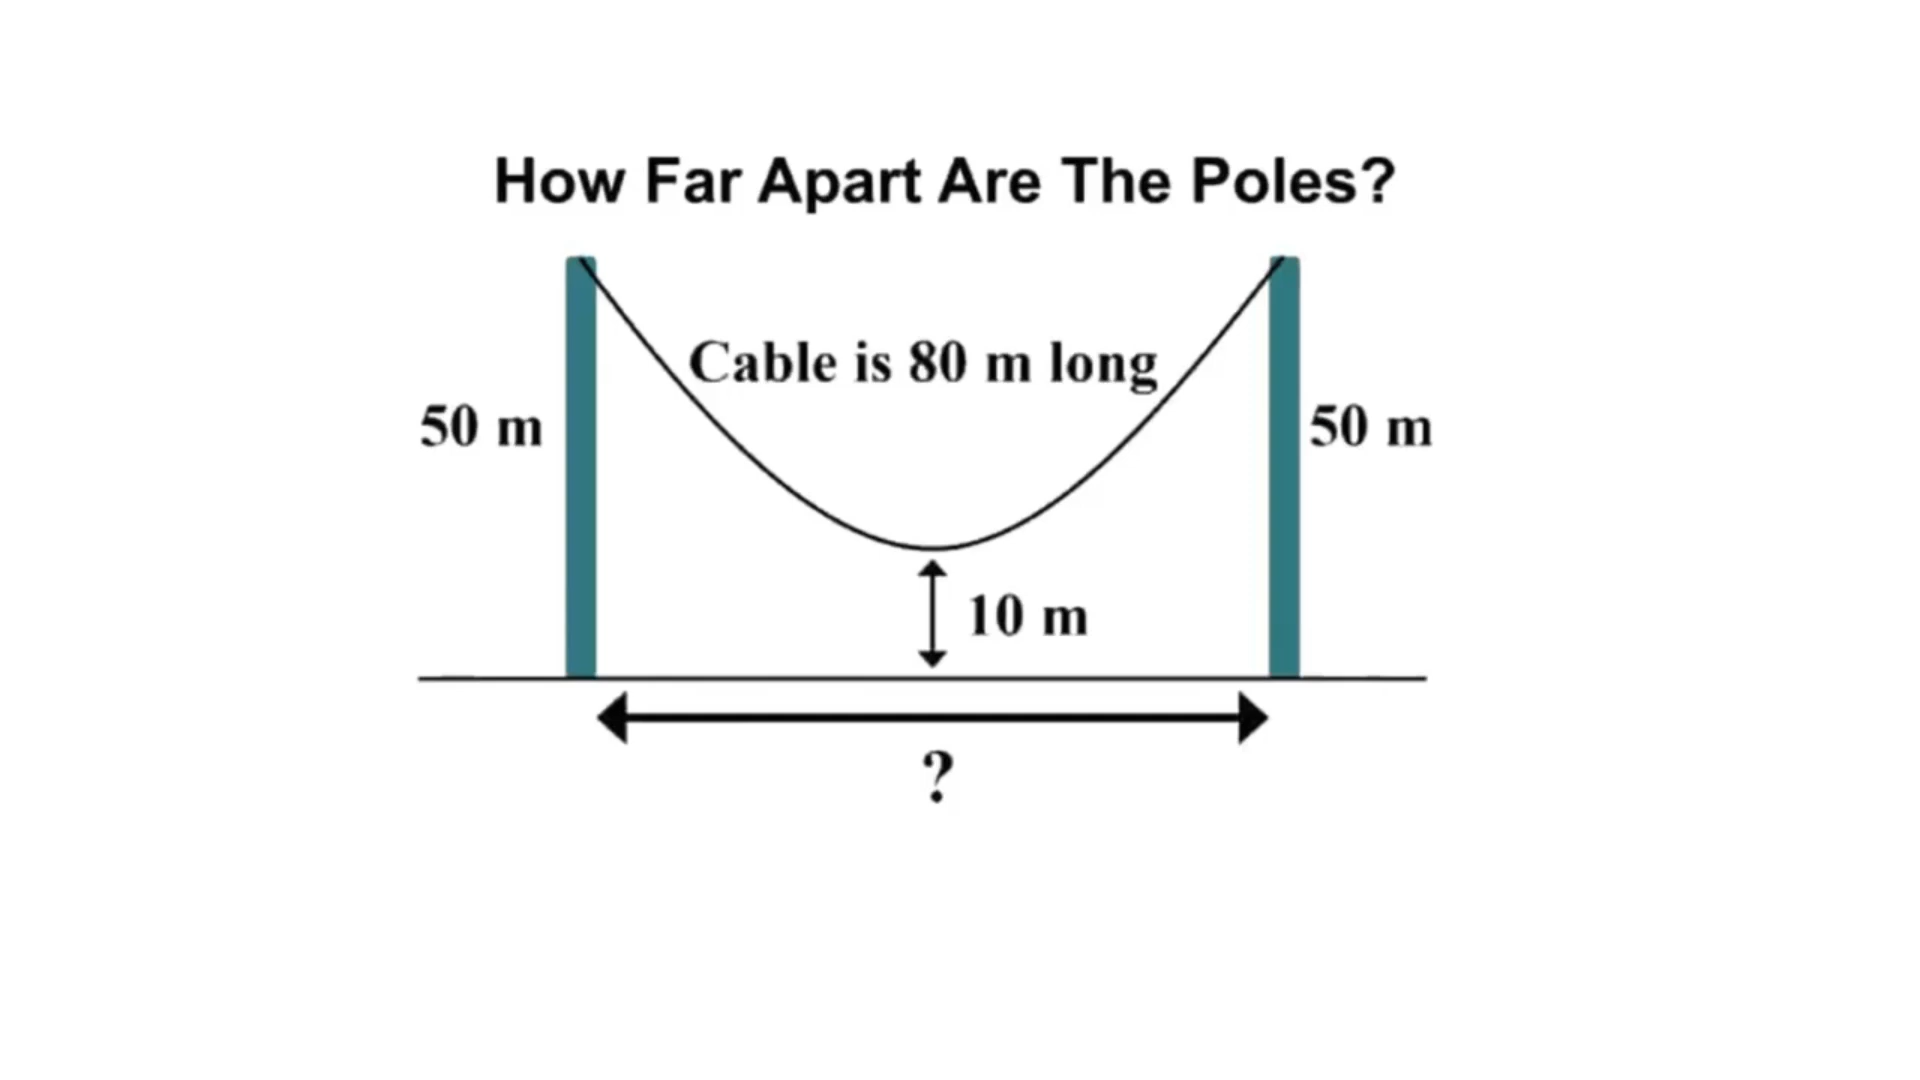 How Far Apart Are The Poles?
Cable is 80 m long
50 m
50 m
10 m
?